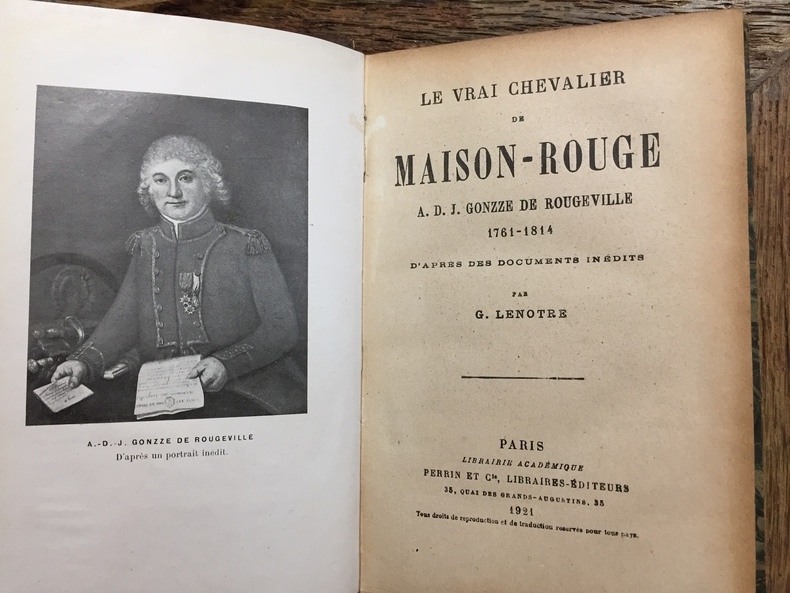 A.-D.-J. GONZZE DE ROUGEVILLE
D'après un portrait inédit.
LE VRAI CHEVALIER
DE
MAISON-ROUGE
A. D. J. GONZZE DE ROUGEVILLE
1761-1814
D'APRÈS DES DOCUMENTS INÉDITS
PAR
G. LENOTRE
PARIS
LIBRAIRIE ACADÉMIQUE
PERRIN ET Cie, LIBRAIRES-ÉDITEURS
35, QUAI DES GRANDS-AUGUSTINS, 35
1921
Tous droits de reproduction et de traduction réservés pour tous pays.